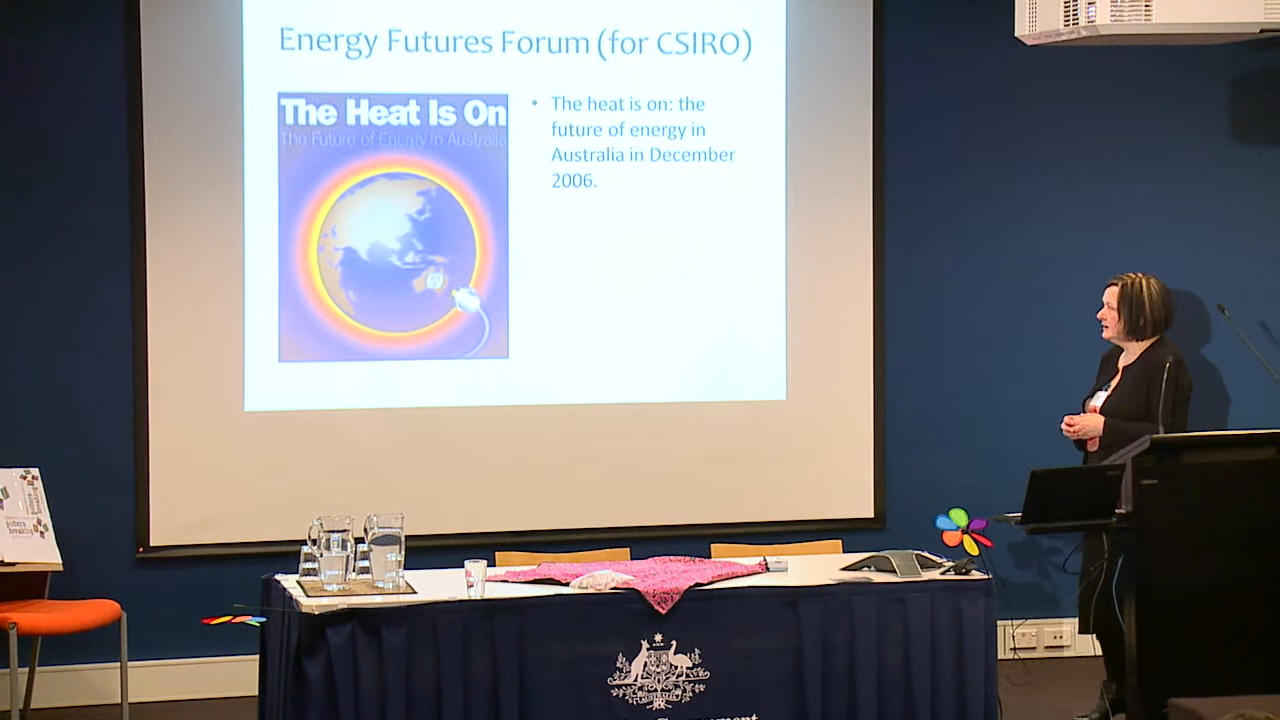 Energy Futures Forum (for CSIRO)
The Heat Is On
The Future of Energy In Australia
• The heat is on: the
future of energy in
Australia in December
2006.
AUSTRALIA